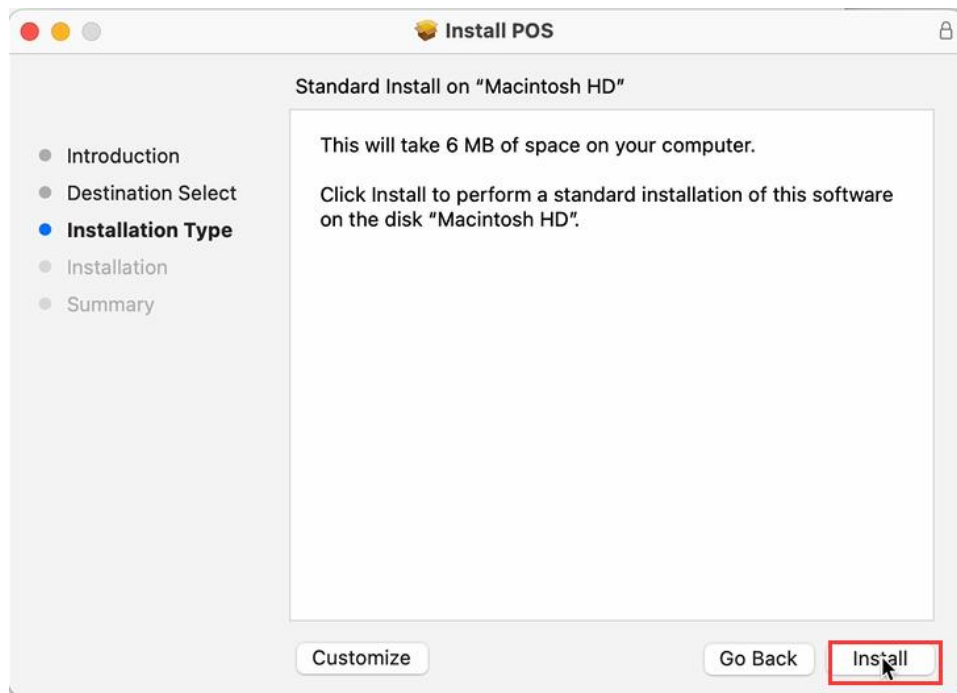 Install POS
Standard Install on “Macintosh HD”
Introduction
Destination Select
Installation Type
Installation
Summary
This will take 6 MB of space on your computer.
Click Install to perform a standard installation of this software
on the disk “Macintosh HD”.
Customize
Go Back
Install